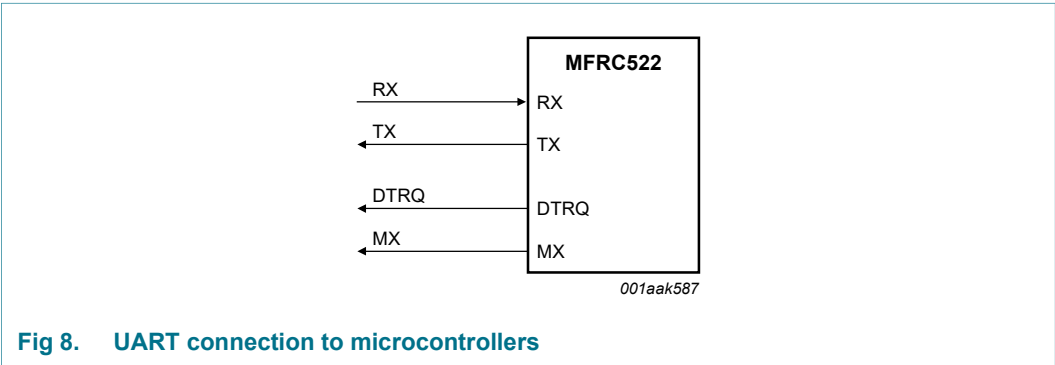 MFRC522
RX RX
TX TX
DTRQ DTRQ
MX MX
001aak587
Fig 8. UART connection to microcontrollers